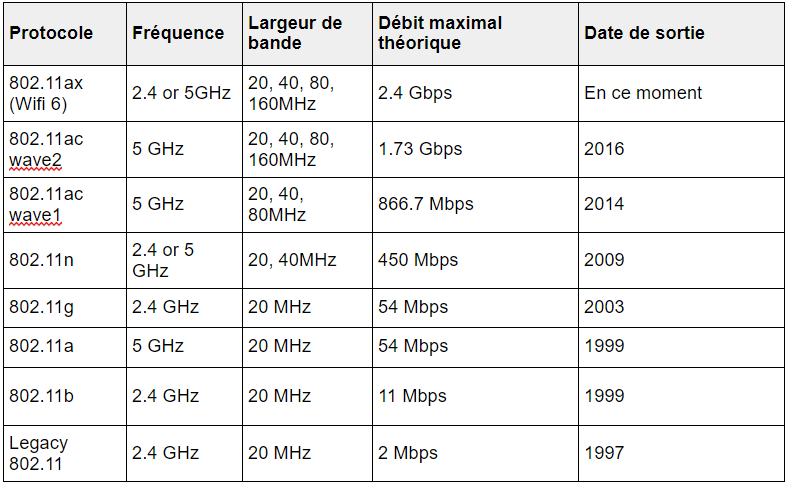 Protocole Fréquence Largeur de bande Débit maximal théorique Date de sortie
802.11ax (Wifi 6) 2.4 or 5GHz 20, 40, 80, 160MHz 2.4 Gbps En ce moment
802.11ac wave2 5 GHz 20, 40, 80, 160MHz 1.73 Gbps 2016
802.11ac wave1 5 GHz 20, 40, 80MHz 866.7 Mbps 2014
802.11n 2.4 or 5 GHz 20, 40MHz 450 Mbps 2009
802.11g 2.4 GHz 20 MHz 54 Mbps 2003
802.11a 5 GHz 20 MHz 54 Mbps 1999
802.11b 2.4 GHz 20 MHz 11 Mbps 1999
Legacy 802.11 2.4 GHz 20 MHz 2 Mbps 1997